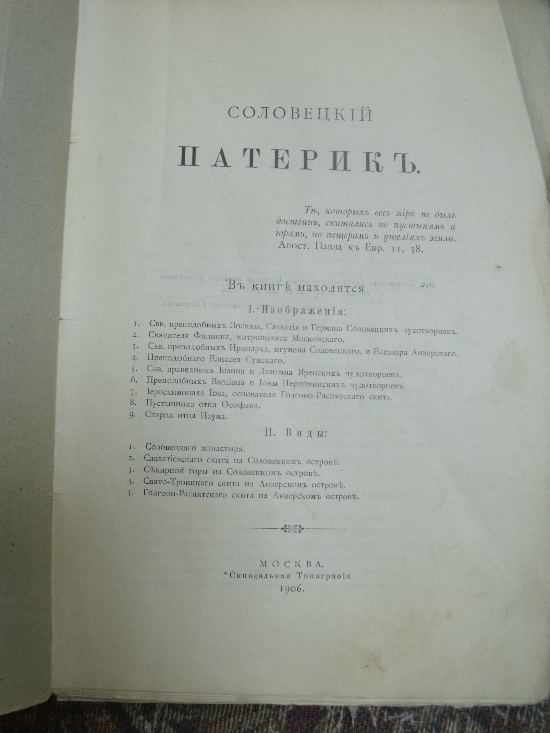 СОЛОВЕЦКІЙ
ПАТЕРИКЪ.
Тѣ, которыхъ весь міръ не былъ
достоинъ, скитались по пустынямъ и
горамъ, по пещерамъ и ущеліямъ земли.
Апост. Павла къ Евр. 11, 38.
Въ книгѣ находятся
I. Изображенія:
1. Свв. преподобныхъ Зосимы, Савватія и Германа Соловецкихъ чудотворцевъ.
2. Святителя Филиппа, митрополита Московскаго.
3. Свв. преподобныхъ Иринарха, игумена Соловецкаго, и Елеазара Анзерскаго.
4. Преподобнаго Елисея Сумскаго.
5. Свв. праведныхъ Іоанна и Лонгина Яренскихъ чудотворцевъ.
6. Преподобныхъ Вассіана и Іоны Пертоминскихъ чудотворцевъ.
7. Іеросхимонаха Іова, основателя Голгоѳо-Распятскаго скита.
8. Пустынника отца Ѳеофана.
9. Старца отца Наума.
II. Виды:
1. Соловецкаго монастыря.
2. Савватіевскаго скита на Соловецкомъ островѣ.
3. Сѣкирной горы на Соловецкомъ островѣ.
4. Свято-Троицкаго скита на Анзерскомъ островѣ.
5. Голгоѳо-Распятскаго скита на Анзерскомъ островѣ.
МОСКВА.
Синодальная Типографія.
1906.